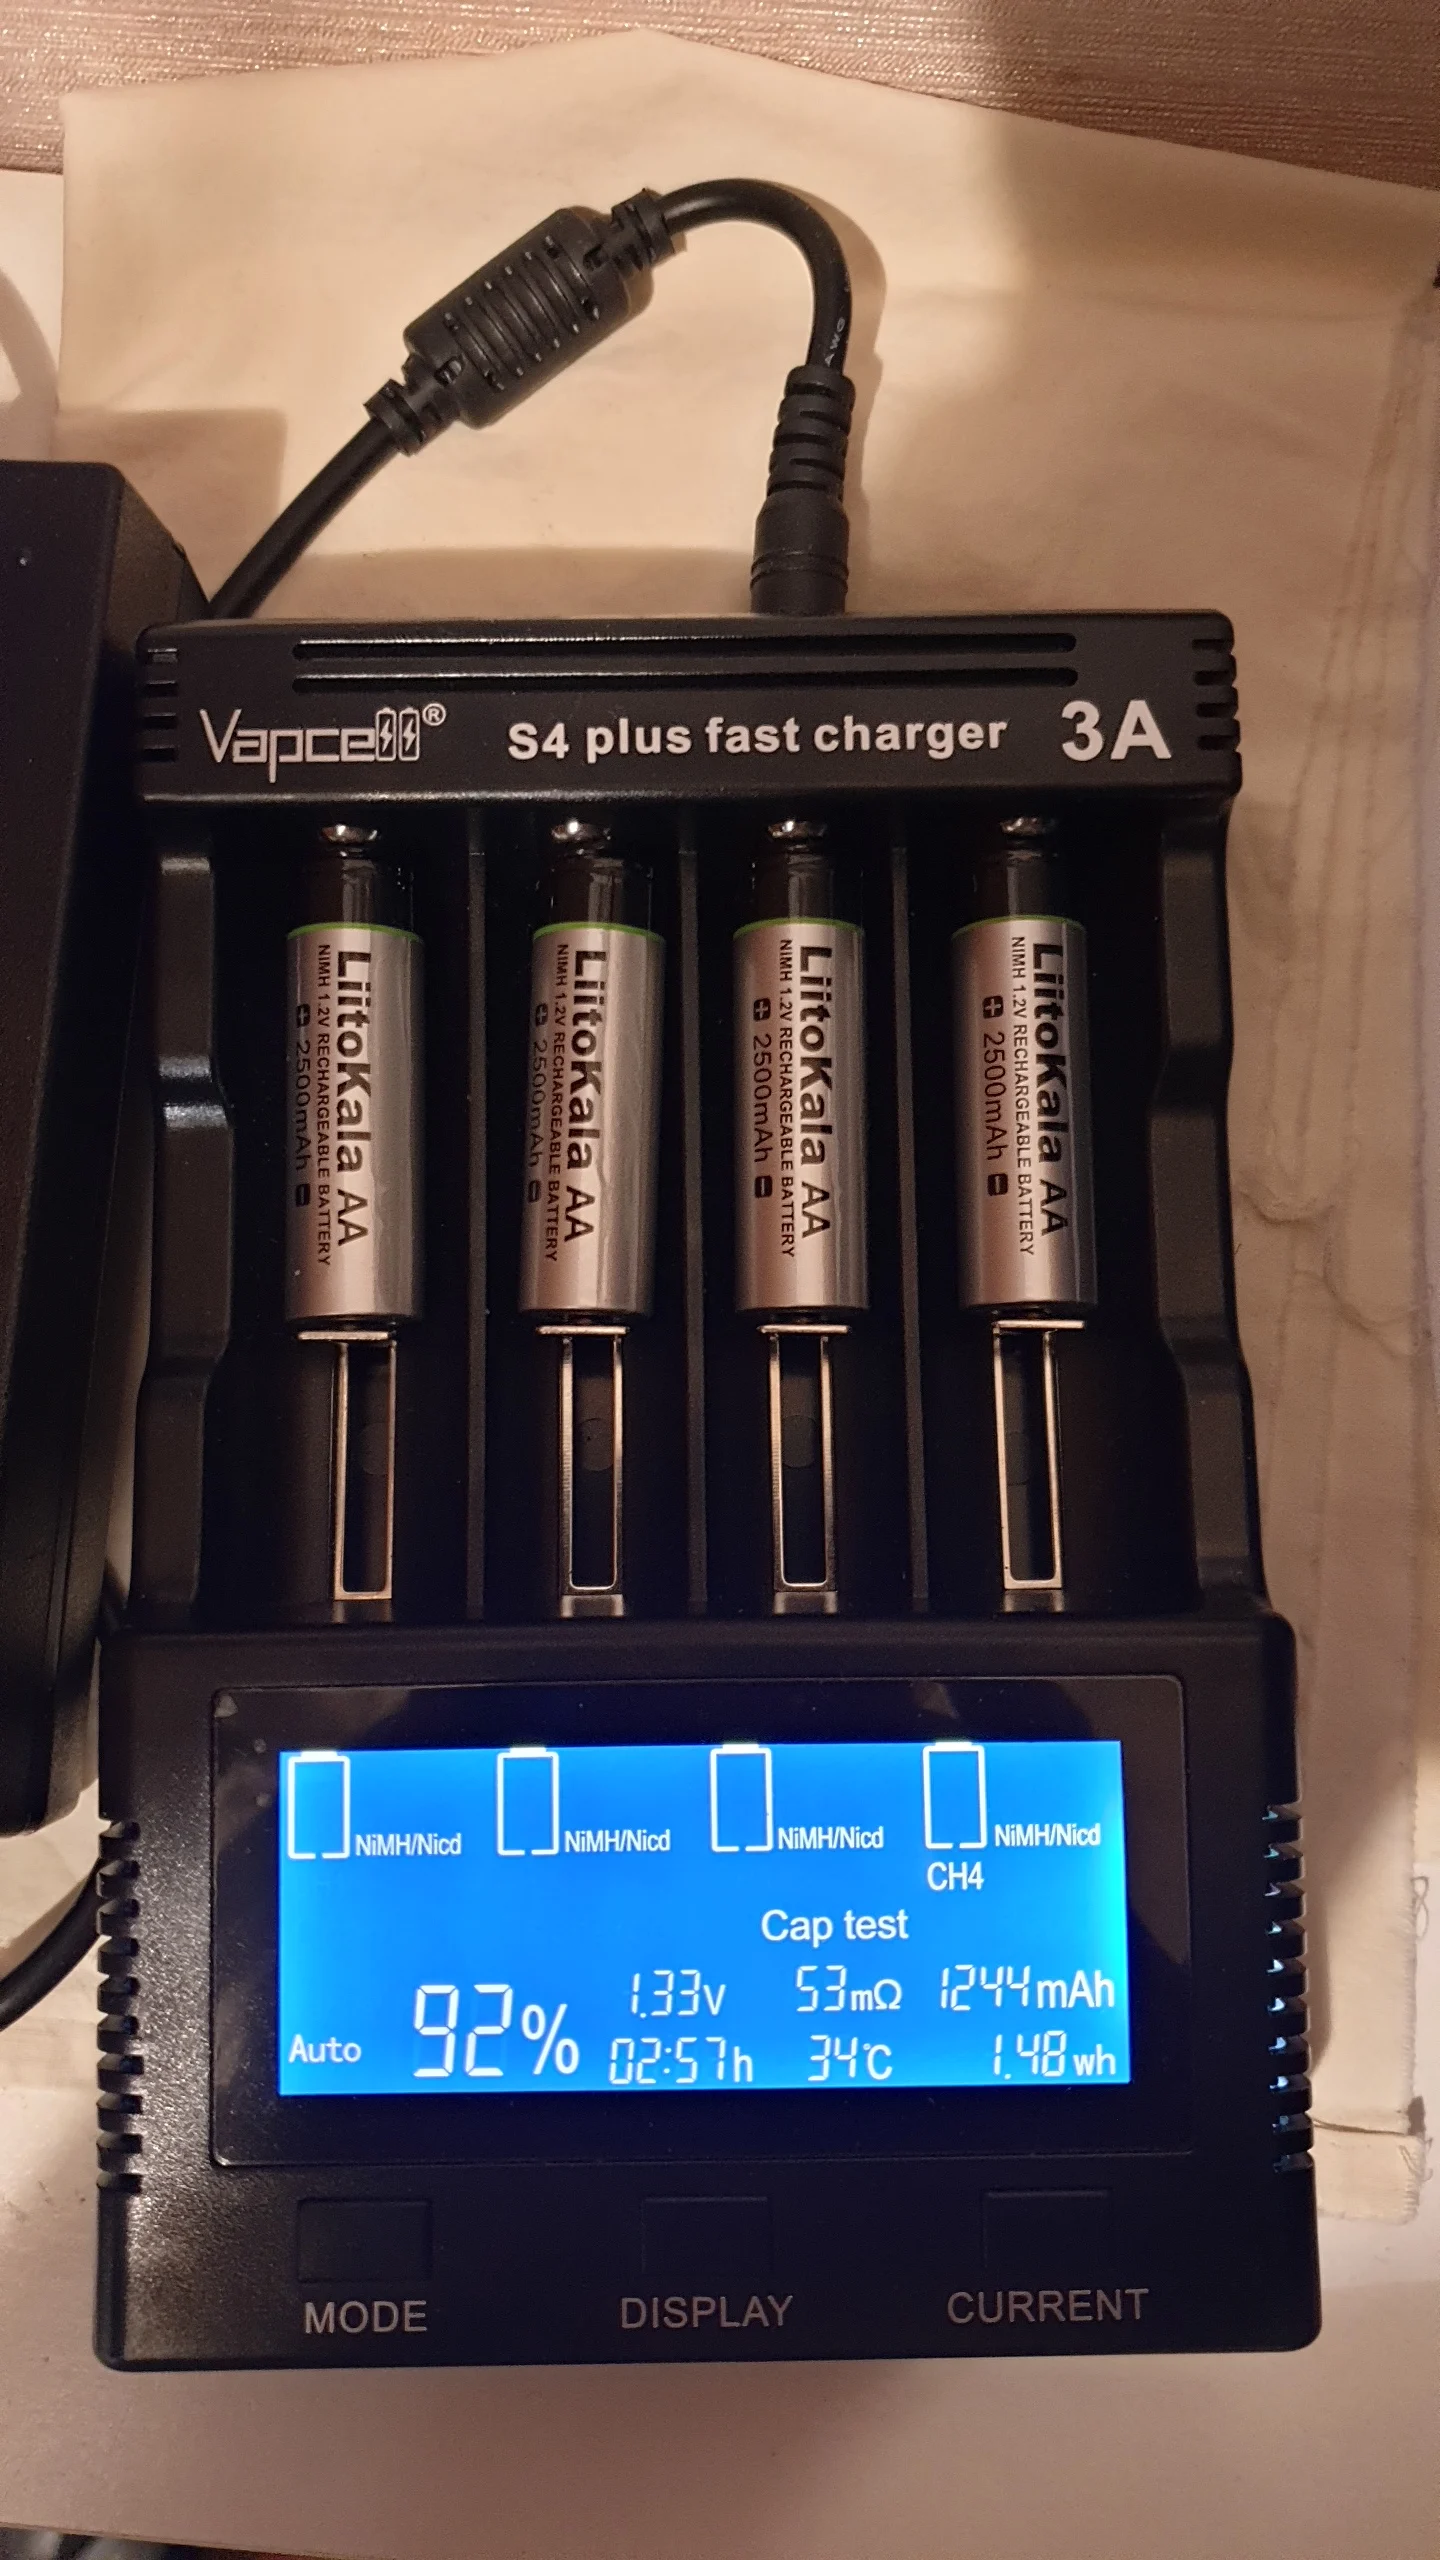 AWG
Vapcell® S4 plus fast charger 3A
LiitoKala AA
NIMH 1.2V RECHARGEABLE BATTERY
+ 2500mAh -
LiitoKala AA
NIMH 1.2V RECHARGEABLE BATTERY
+ 2500mAh -
LiitoKala AA
NIMH 1.2V RECHARGEABLE BATTERY
+ 2500mAh -
LiitoKala AA
NIMH 1.2V RECHARGEABLE BATTERY
+ 2500mAh -
NiMH/Nicd NiMH/Nicd NiMH/Nicd NiMH/Nicd
CH4
Cap test
Auto 92% 1.33V 53mΩ 1244mAh
02:57h 34°C 1.48wh
MODE DISPLAY CURRENT